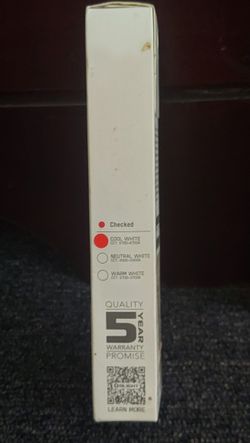 Checked
COOL WHITE
NEUTRAL WHITE
WARM WHITE
QUALITY
5 YEAR
WARRANTY
PROMISE
LEARN MORE